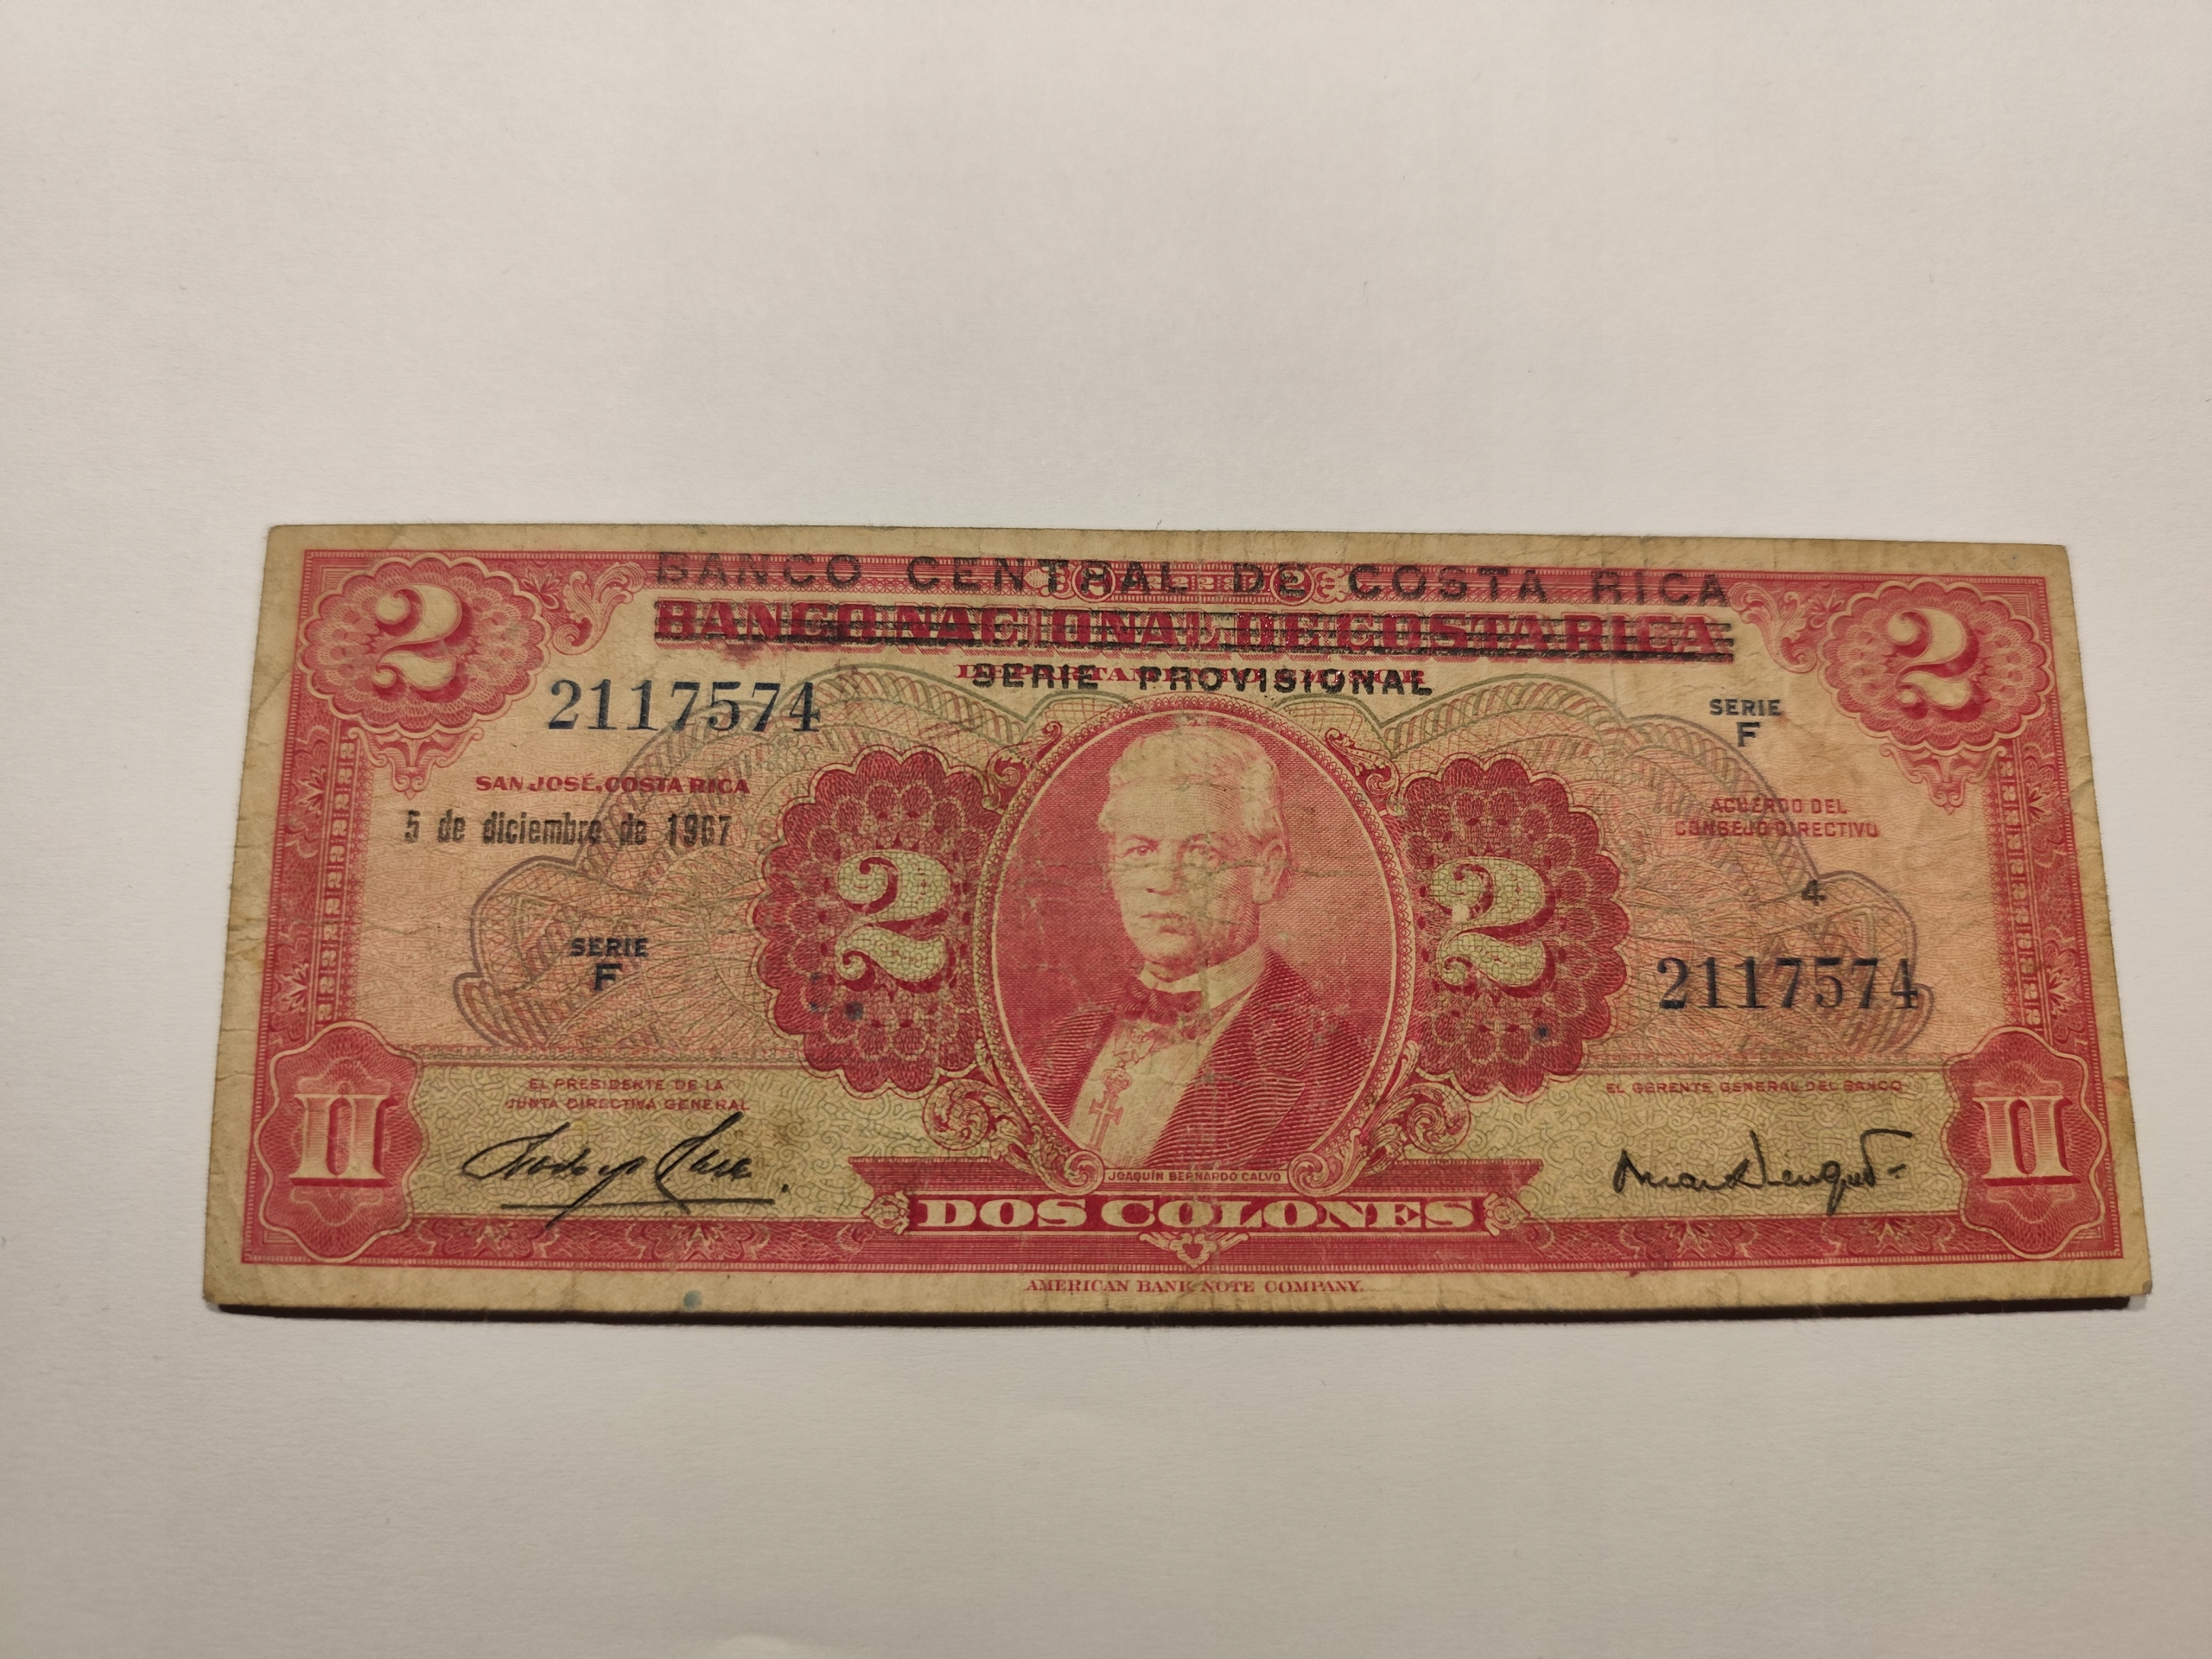 2
BANCO CENTRAL DE COSTA RICA
2
BANCO NACIONAL DE COSTA RICA
SERIE PROVISIONAL
2117574
SERIE
F
SAN JOSÉ, COSTA RICA
5 de diciembre de 1967
ACUERDO DEL
CONSEJO DIRECTIVO
2
2
4
SERIE
F
2117574
EL PRESIDENTE DE LA
JUNTA DIRECTIVA GENERAL
EL GERENTE GENERAL DEL BANCO
II
II
JOAQUÍN BERNARDO CALVO
DOS COLONES
AMERICAN BANK NOTE COMPANY.